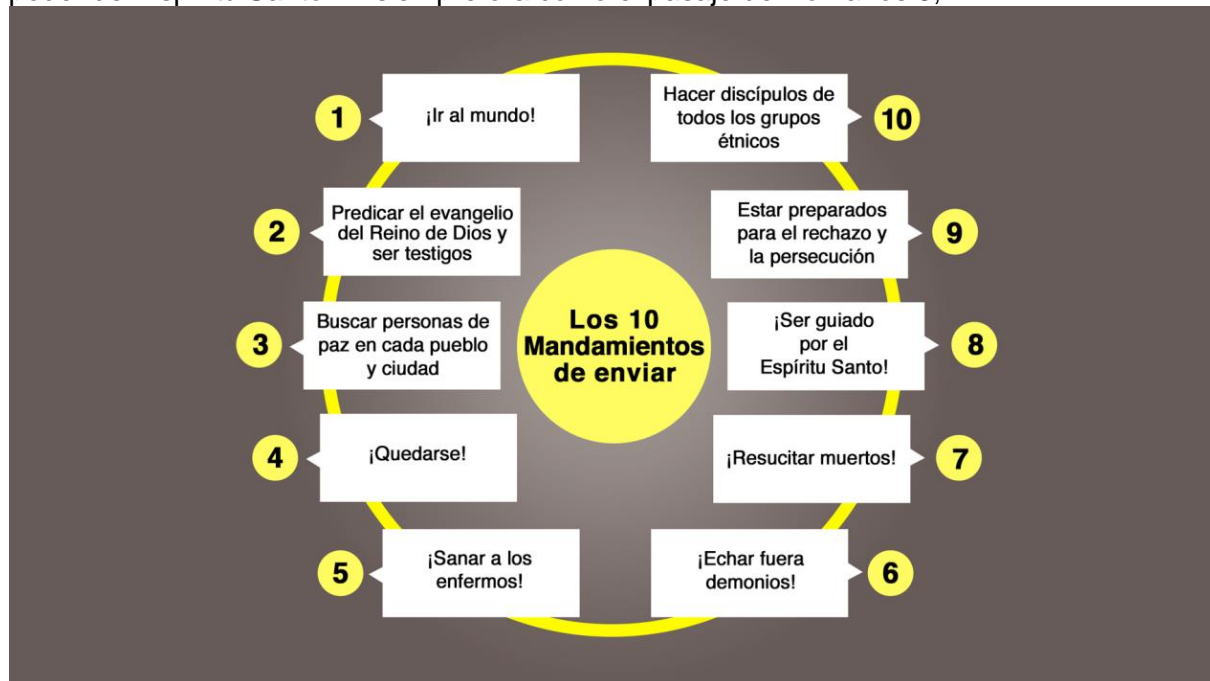 Los 10
Mandamientos
de enviar
1
¡Ir al mundo!
2
Predicar el evangelio
del Reino de Dios y
ser testigos
3
Buscar personas de
paz en cada pueblo
y ciudad
4
¡Quedarse!
5
¡Sanar a los
enfermos!
6
¡Echar fuera
demonios!
7
¡Resucitar muertos!
8
¡Ser guiado
por el
Espíritu Santo!
9
Estar preparados
para el rechazo y
la persecución
10
Hacer discípulos de
todos los grupos
étnicos